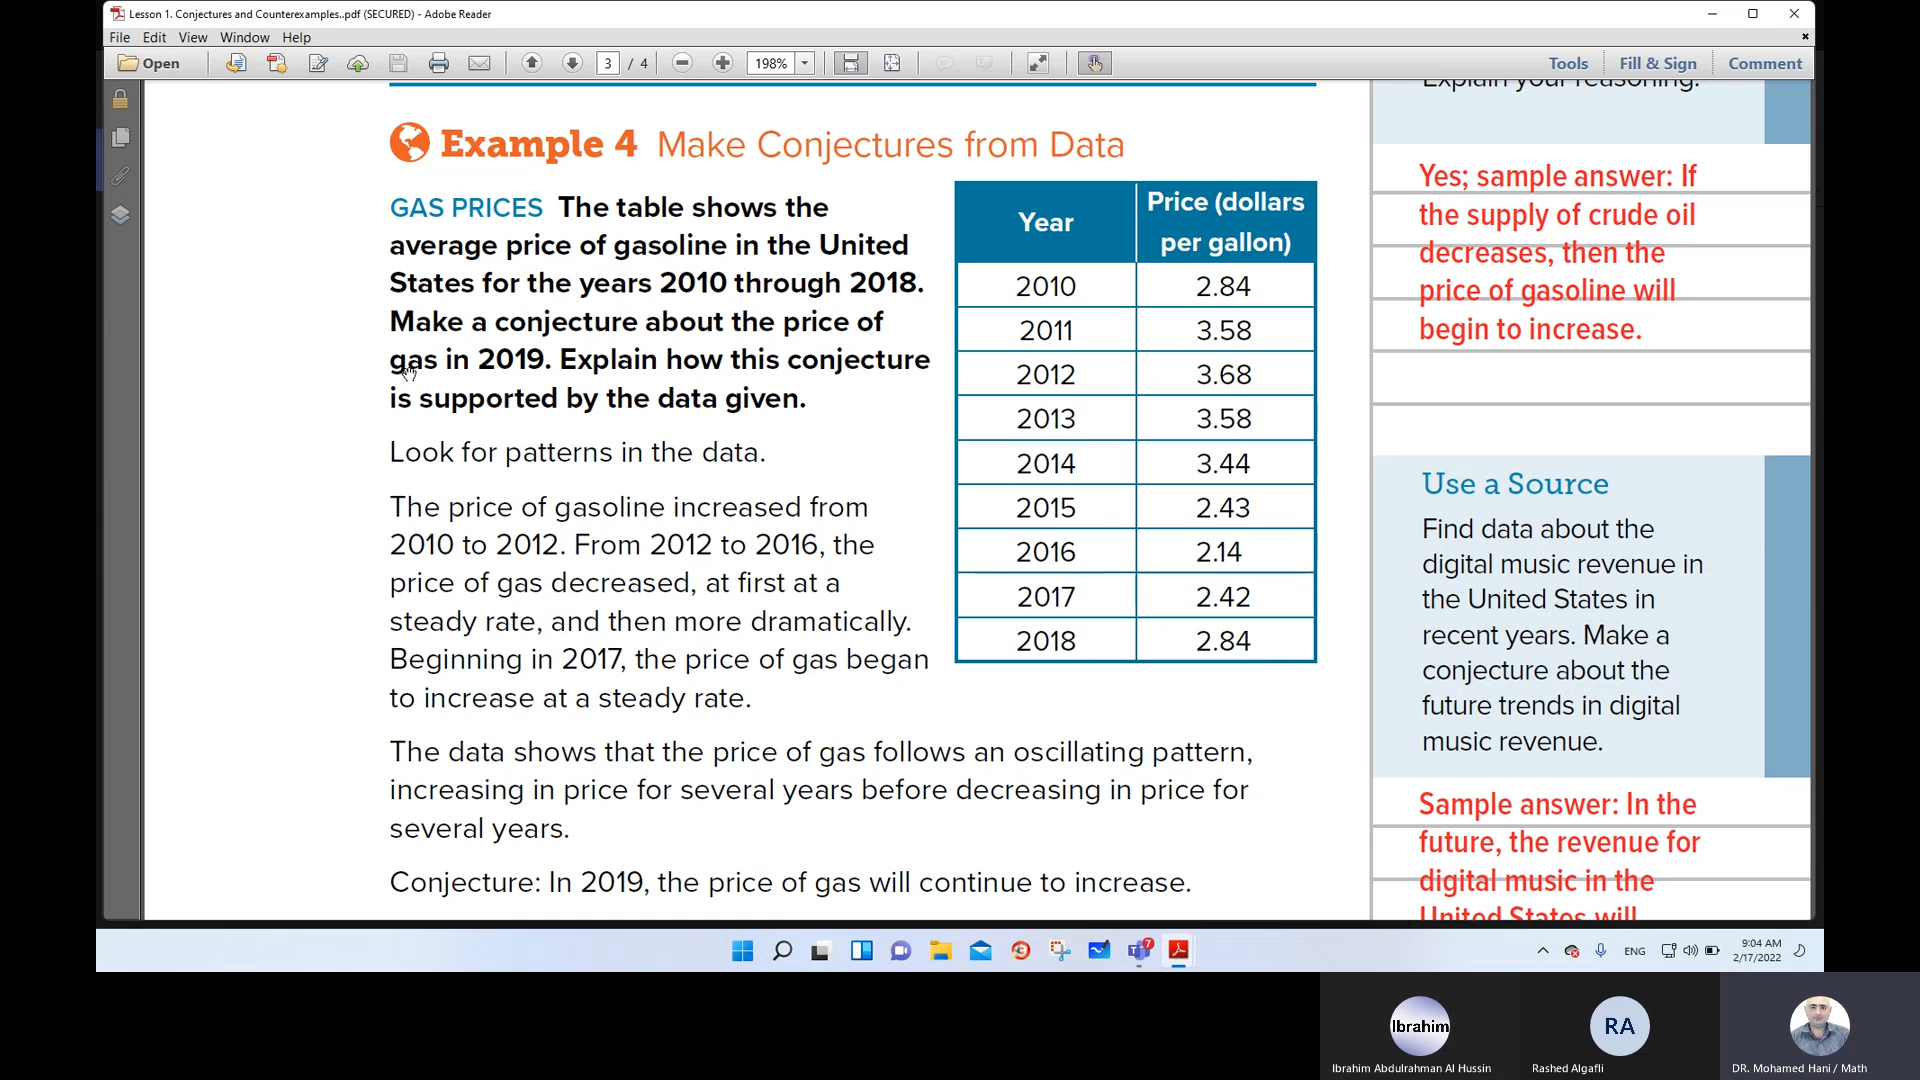 Lesson 1. Conjectures and Counterexamples..pdf (SECURED) - Adobe Reader
File Edit View Window Help
Open
3 / 4
198%
Tools
Fill & Sign
Comment
Example 4 Make Conjectures from Data
GAS PRICES The table shows the
average price of gasoline in the United
States for the years 2010 through 2018.
Make a conjecture about the price of
gas in 2019. Explain how this conjecture
is supported by the data given.
Look for patterns in the data.
The price of gasoline increased from
2010 to 2012. From 2012 to 2016, the
price of gas decreased, at first at a
steady rate, and then more dramatically.
Beginning in 2017, the price of gas began
to increase at a steady rate.
Year Price (dollars per gallon)
2010 2.84
2011 3.58
2012 3.68
2013 3.58
2014 3.44
2015 2.43
2016 2.14
2017 2.42
2018 2.84
The data shows that the price of gas follows an oscillating pattern,
increasing in price for several years before decreasing in price for
several years.
Conjecture: In 2019, the price of gas will continue to increase.
Explain your reasoning.
Yes; sample answer: If
the supply of crude oil
decreases, then the
price of gasoline will
begin to increase.
Use a Source
Find data about the
digital music revenue in
the United States in
recent years. Make a
conjecture about the
future trends in digital
music revenue.
Sample answer: In the
future, the revenue for
digital music in the
United States will
7
ENG
9:04 AM
2/17/2022
Ibrahim
RA
Ibrahim Abdulrahman Al Hussin
Rashed Algafli
DR. Mohamed Hani / Math